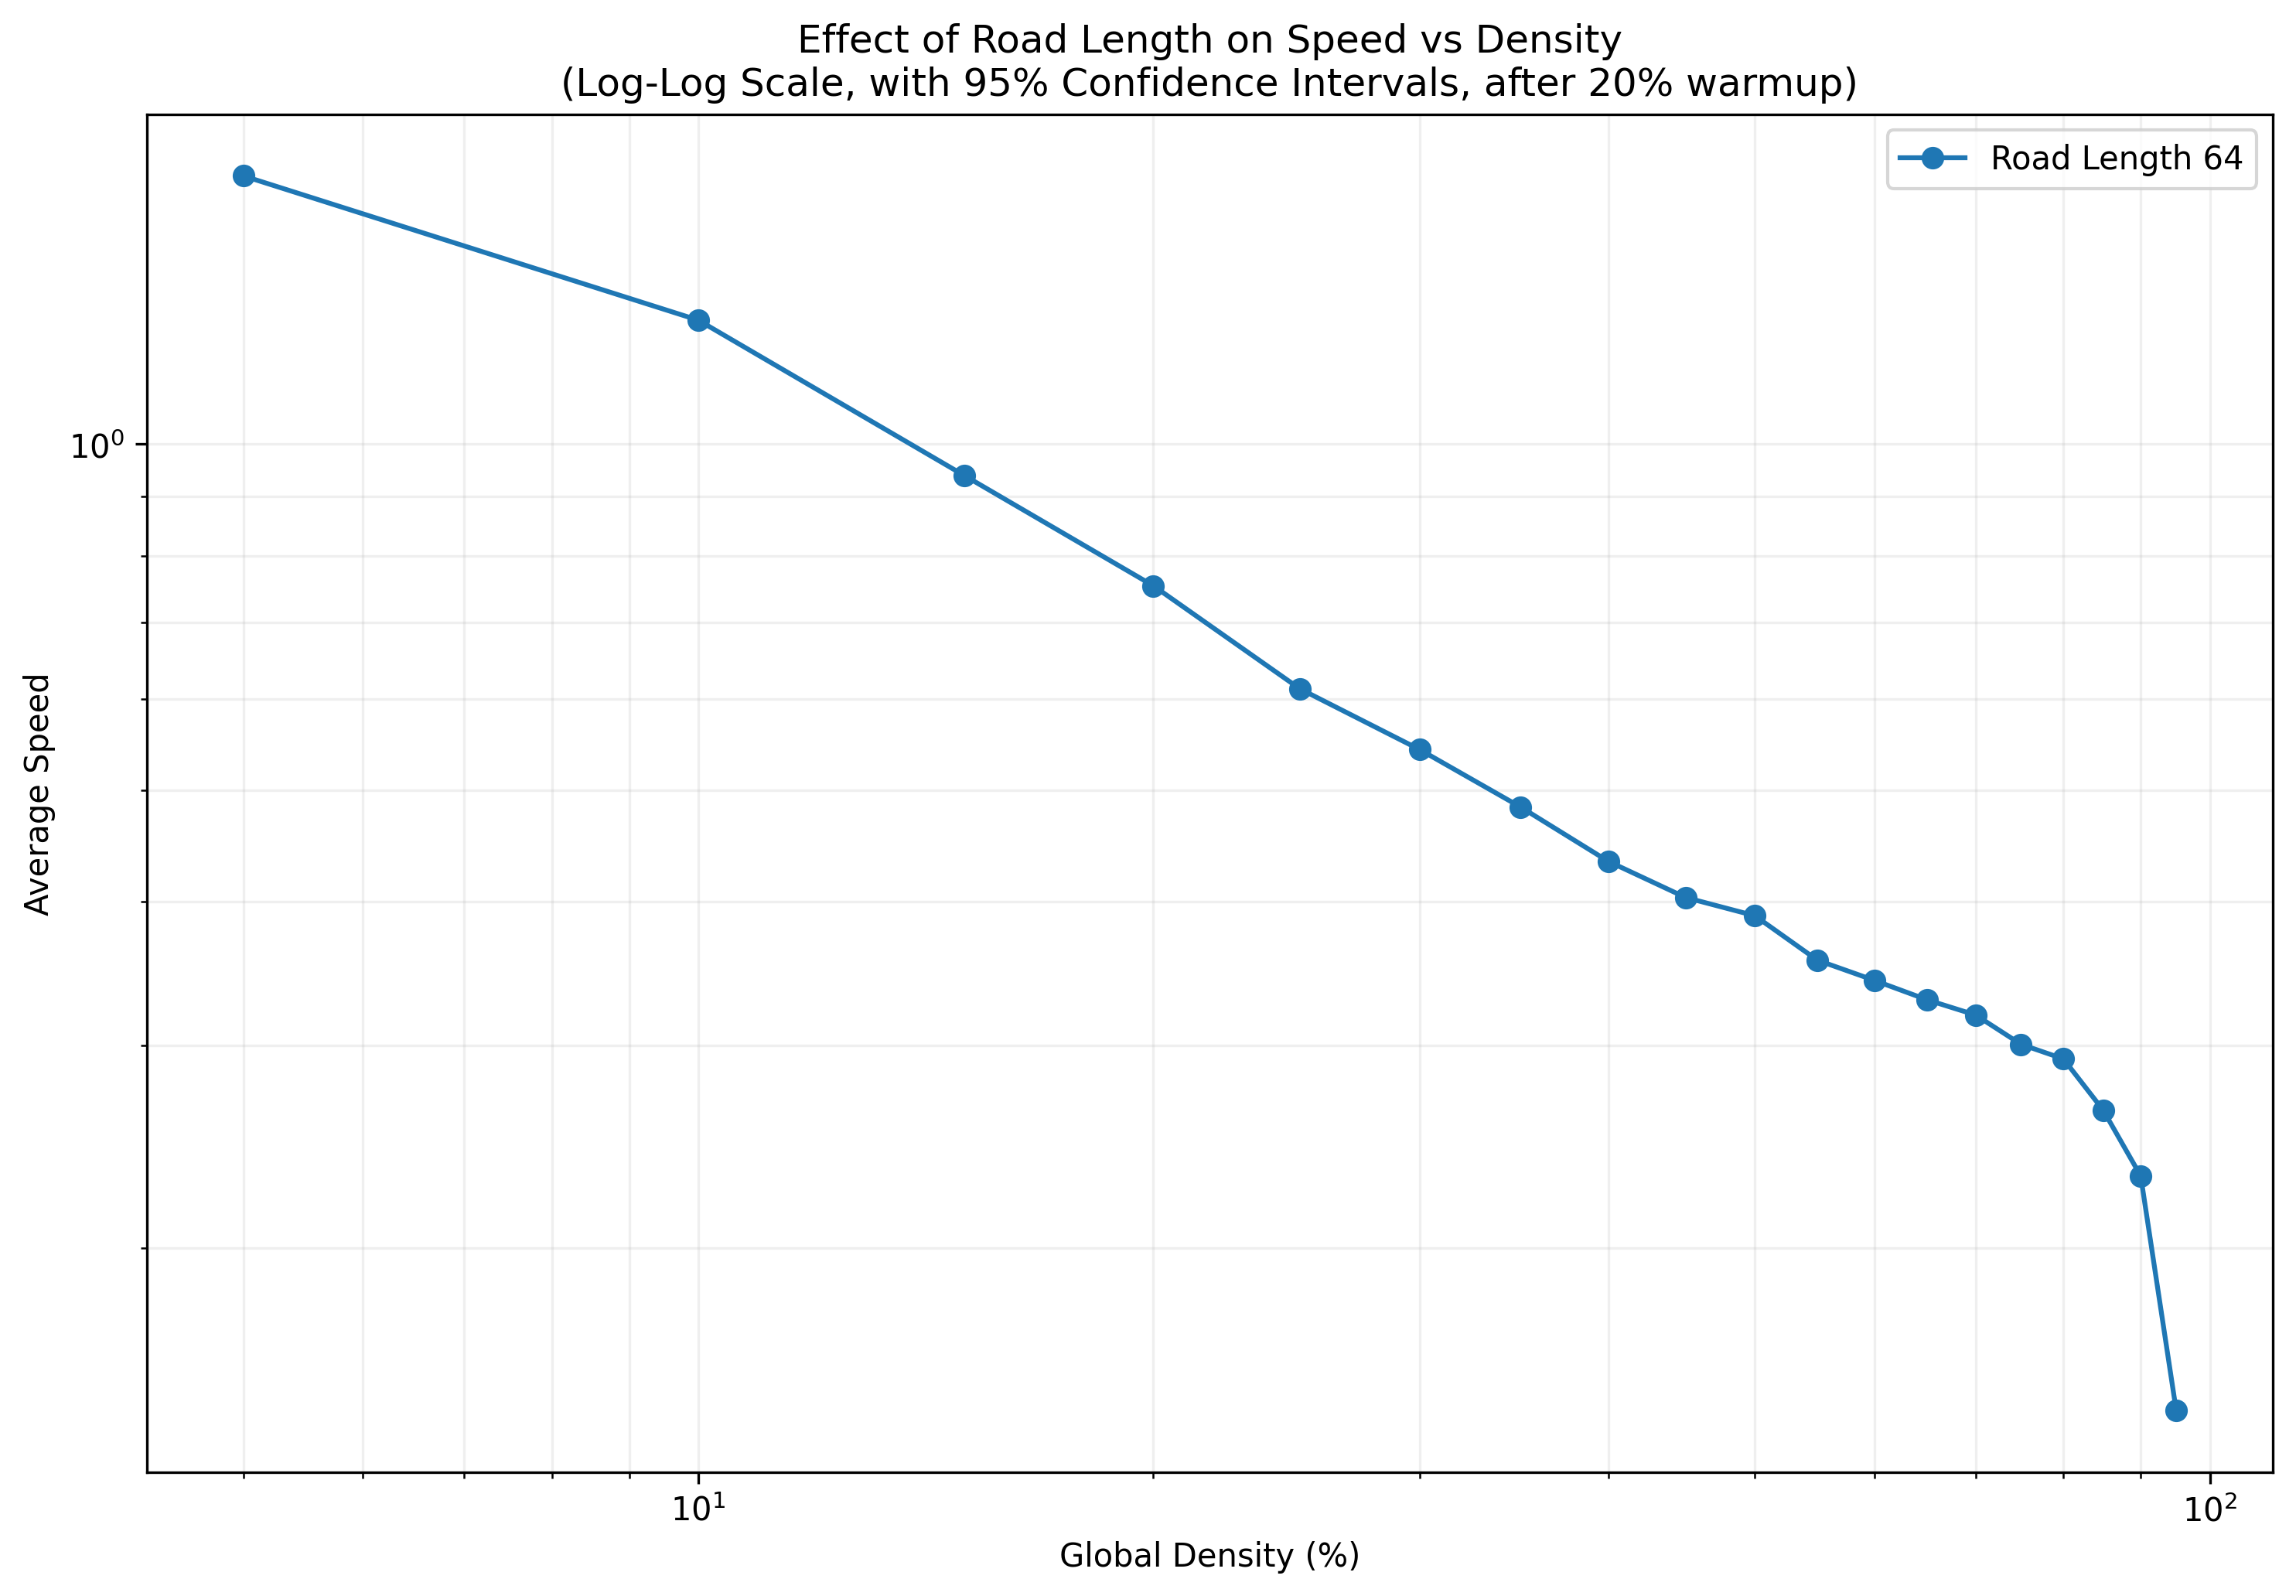 Effect of Road Length on Speed vs Density
(Log-Log Scale, with 95% Confidence Intervals, after 20% warmup)
Road Length 64
10⁰
Average Speed
10¹
10²
Global Density (%)